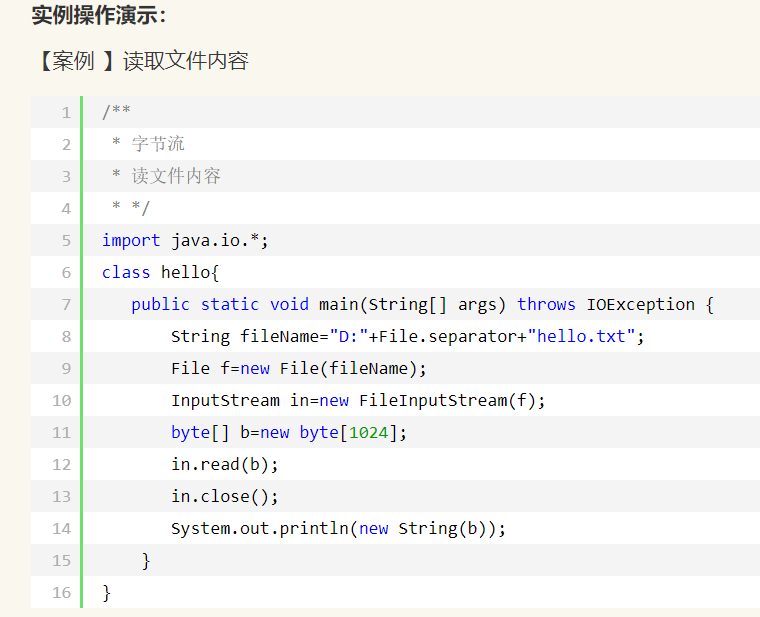 实例操作演示：
【案例 】读取文件内容
1 /**
2  * 字节流
3  * 读文件内容
4  * */
5 import java.io.*;
6 class hello{
7    public static void main(String[] args) throws IOException {
8        String fileName="D:"+File.separator+"hello.txt";
9        File f=new File(fileName);
10        InputStream in=new FileInputStream(f);
11        byte[] b=new byte[1024];
12        in.read(b);
13        in.close();
14        System.out.println(new String(b));
15     }
16 }